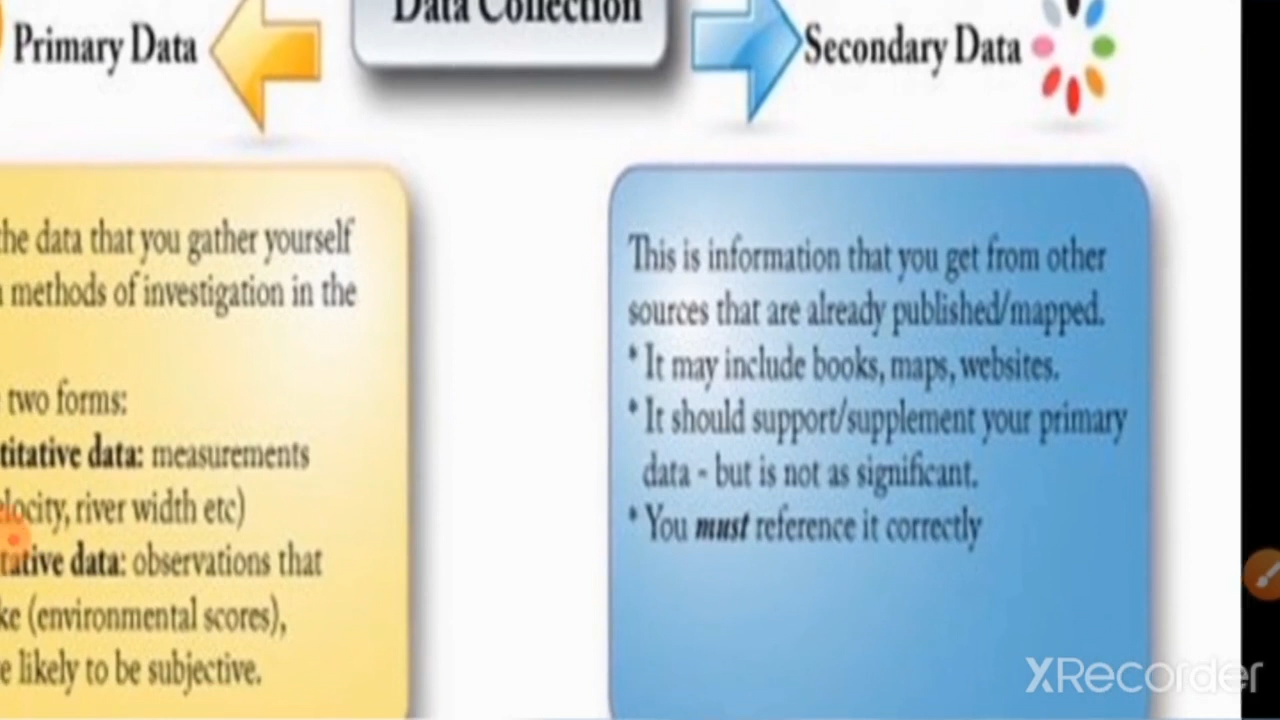 Data Collection
Primary Data
Secondary Data
the data that you gather yourself
methods of investigation in the
two forms:
titative data: measurements
elocity, river width etc)
tative data: observations that
ke (environmental scores),
e likely to be subjective.
This is information that you get from other
sources that are already published/mapped.
* It may include books, maps, websites.
* It should support/supplement your primary
data - but is not as significant.
* You must reference it correctly
XRecorder